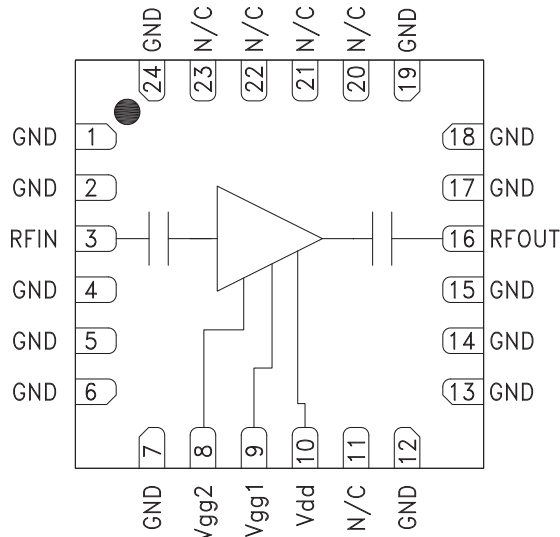 GND N/C N/C N/C N/C GND
24 23 22 21 20 19
GND 1 18 GND
GND 2 17 GND
RFIN 3 16 RFOUT
GND 4 15 GND
GND 5 14 GND
GND 6 13 GND
7 8 9 10 11 12
GND Vgg2 Vgg1 Vdd N/C GND